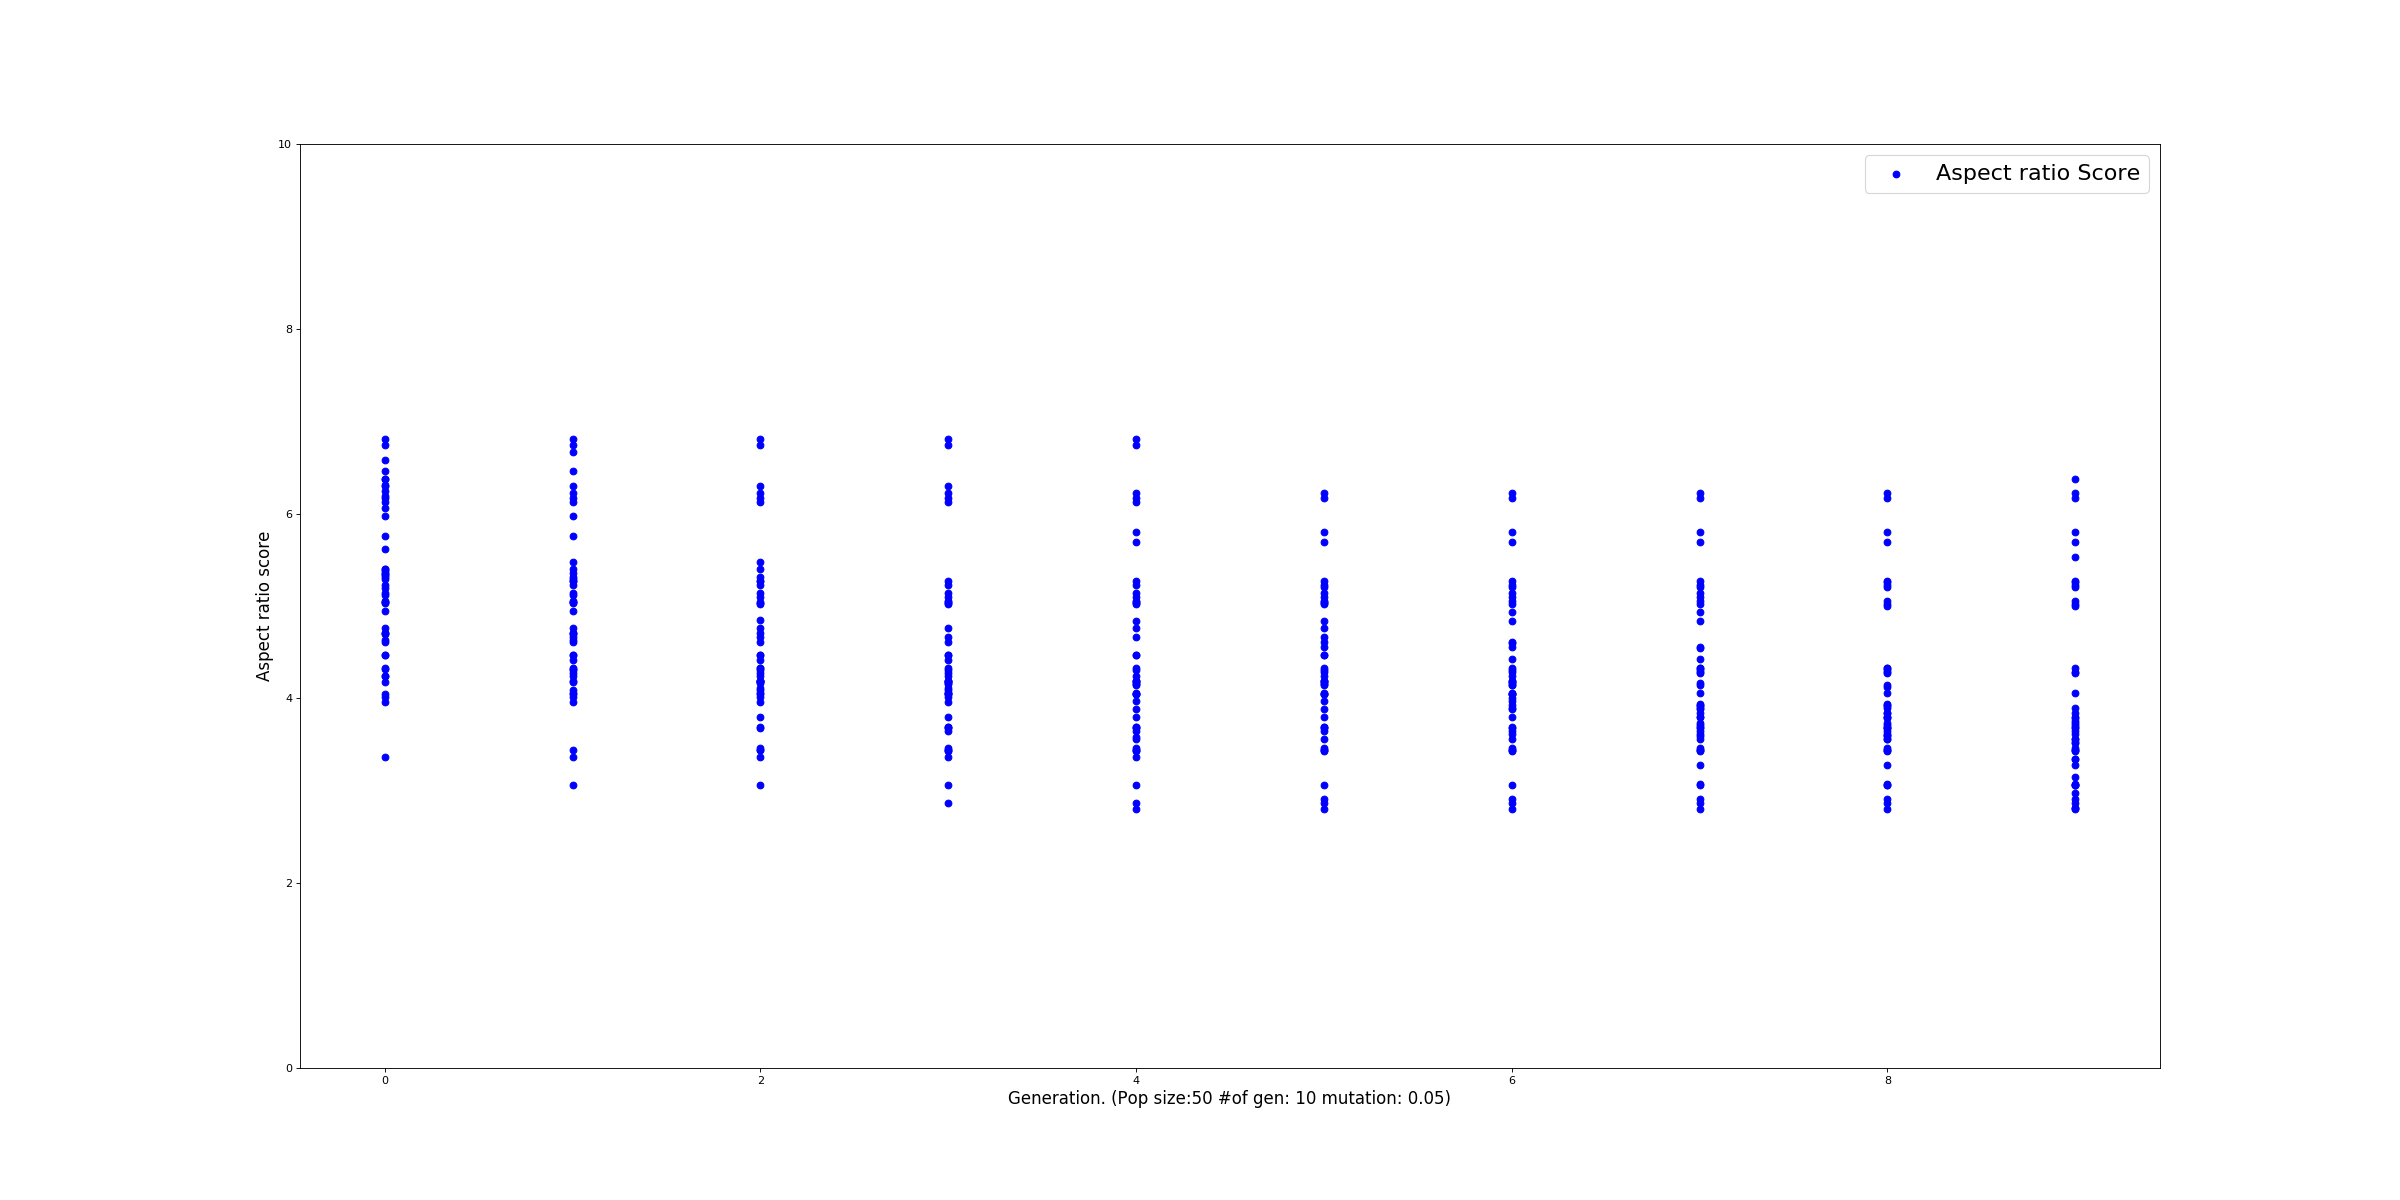 Aspect ratio Score
10
8
6
4
2
0
Aspect ratio score
0 2 4 6 8
Generation. (Pop size:50 #of gen: 10 mutation: 0.05)